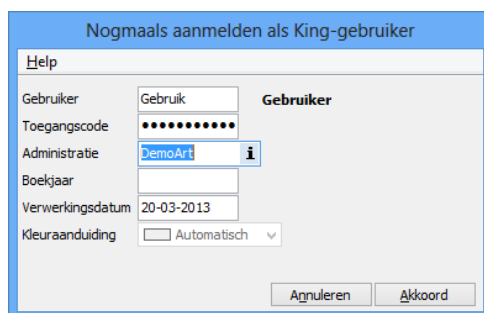 Nogmaals aanmelden als King-gebruiker
Help
Gebruiker Gebruik Gebruiker
Toegangscode ●●●●●●●●●●●
Administratie DemoArt i
Boekjaar
Verwerkingsdatum 20-03-2013
Kleuraanduiding Automatisch
Annuleren Akkoord